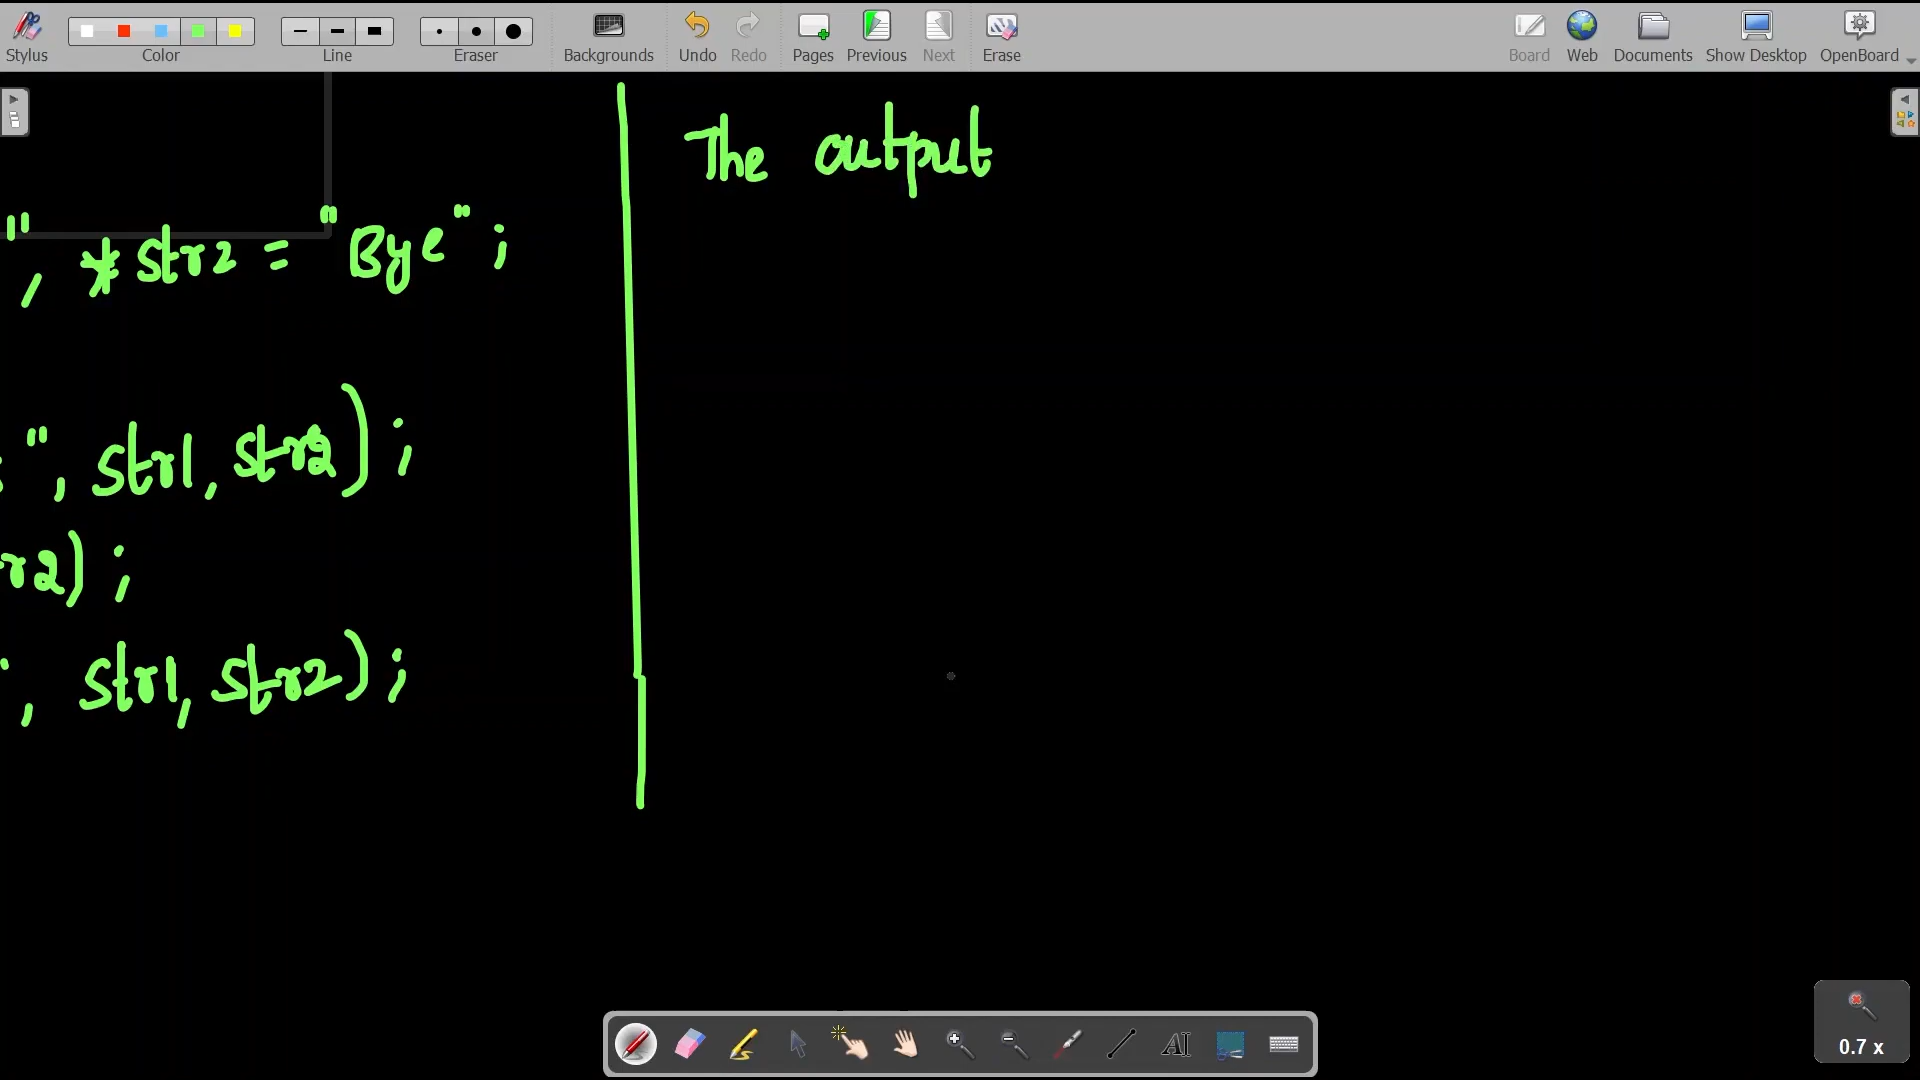 Stylus Color Line Eraser Backgrounds Undo Redo Pages Previous Next Erase Board Web Documents Show Desktop OpenBoard
The output
", *str2 = "Bye" ;
", str1, str2) ;
r2) ;
", str1, str2) ;
0.7 x